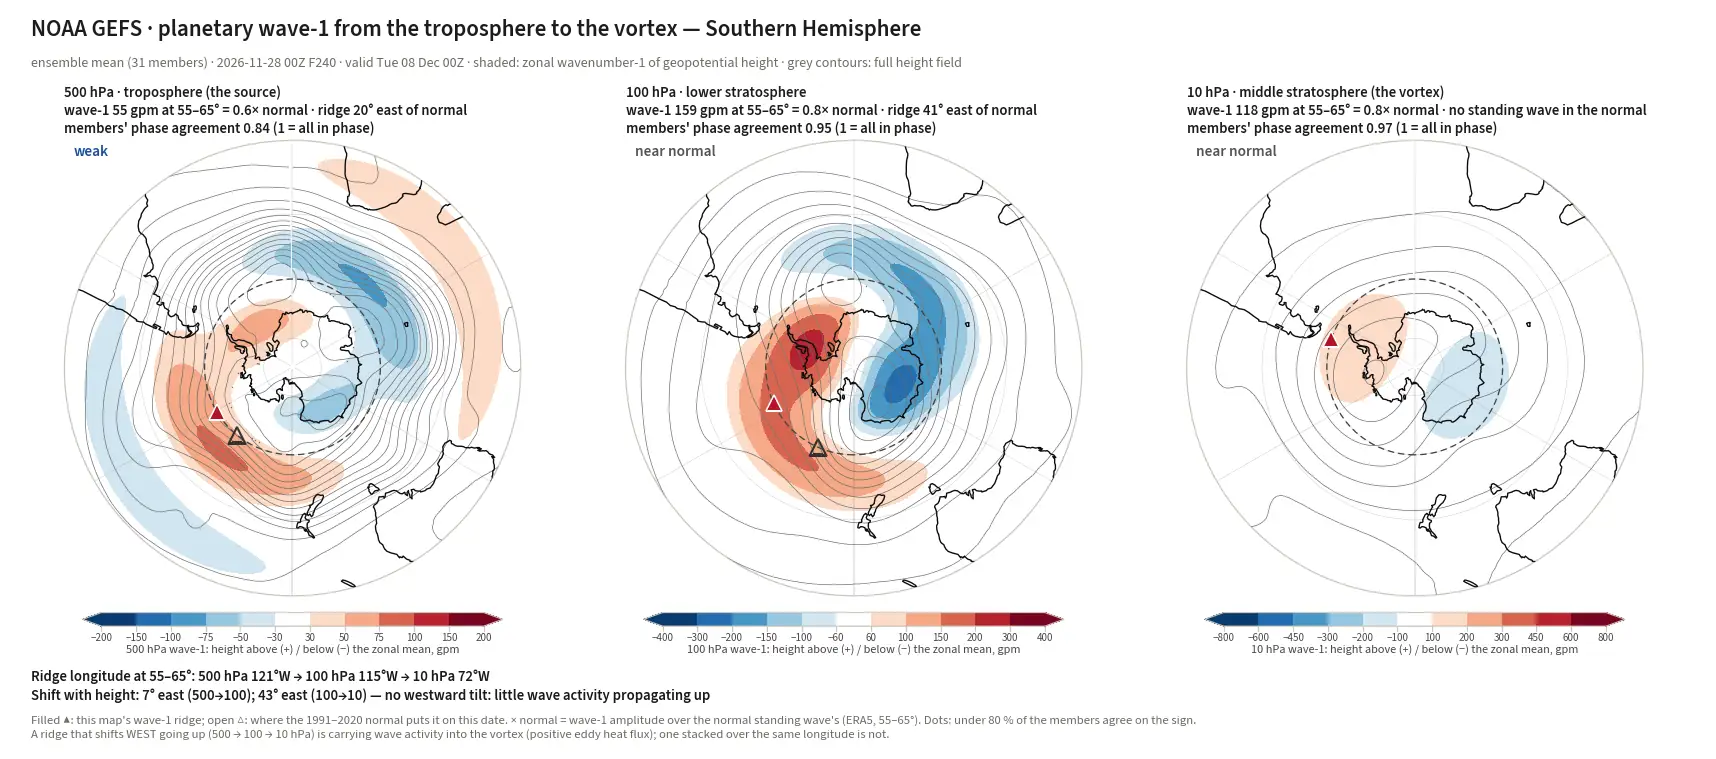 NOAA GEFS · planetary wave-1 from the troposphere to the vortex — Southern Hemisphere
ensemble mean (31 members) · 2026-11-28 00Z F240 · valid Tue 08 Dec 00Z · shaded: zonal wavenumber-1 of geopotential height · grey contours: full height field
500 hPa · troposphere (the source)
wave-1 55 gpm at 55–65° = 0.6× normal · ridge 20° east of normal
members' phase agreement 0.84 (1 = all in phase)
weak
100 hPa · lower stratosphere
wave-1 159 gpm at 55–65° = 0.8× normal · ridge 41° east of normal
members' phase agreement 0.95 (1 = all in phase)
near normal
10 hPa · middle stratosphere (the vortex)
wave-1 118 gpm at 55–65° = 0.8× normal · no standing wave in the normal
members' phase agreement 0.97 (1 = all in phase)
near normal
−200 −150 −100 −75 −50 −30 30 50 75 100 150 200
500 hPa wave-1: height above (+) / below (−) the zonal mean, gpm
−400 −300 −200 −150 −100 −60 60 100 150 200 300 400
100 hPa wave-1: height above (+) / below (−) the zonal mean, gpm
−800 −600 −450 −300 −200 −100 100 200 300 450 600 800
10 hPa wave-1: height above (+) / below (−) the zonal mean, gpm
Ridge longitude at 55–65°: 500 hPa 121°W → 100 hPa 115°W → 10 hPa 72°W
Shift with height: 7° east (500→100); 43° east (100→10) — no westward tilt: little wave activity propagating up
Filled ▲: this map's wave-1 ridge; open △: where the 1991–2020 normal puts it on this date. × normal = wave-1 amplitude over the normal standing wave's (ERA5, 55–65°). Dots: under 80 % of the members agree on the sign.
A ridge that shifts WEST going up (500 → 100 → 10 hPa) is carrying wave activity into the vortex (positive eddy heat flux); one stacked over the same longitude is not.